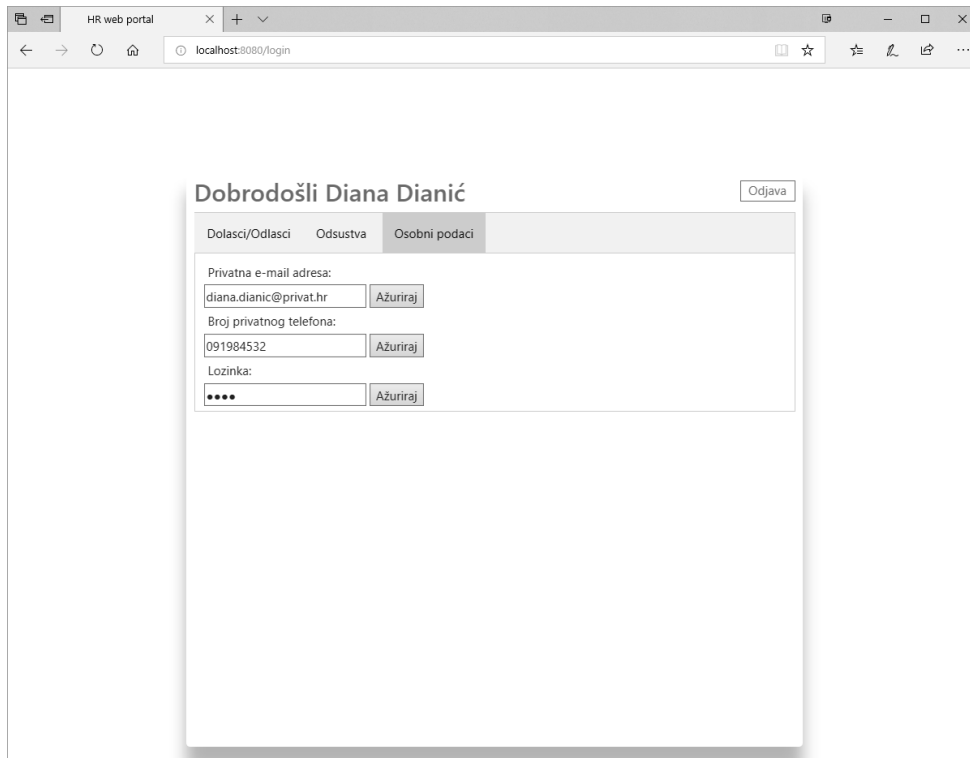 HR web portal
localhost:8080/login
Dobrodošli Diana Dianić
Odjava
Dolasci/Odlasci Odsustva Osobni podaci
Privatna e-mail adresa:
diana.dianic@privat.hr Ažuriraj
Broj privatnog telefona:
091984532 Ažuriraj
Lozinka:
●●●● Ažuriraj